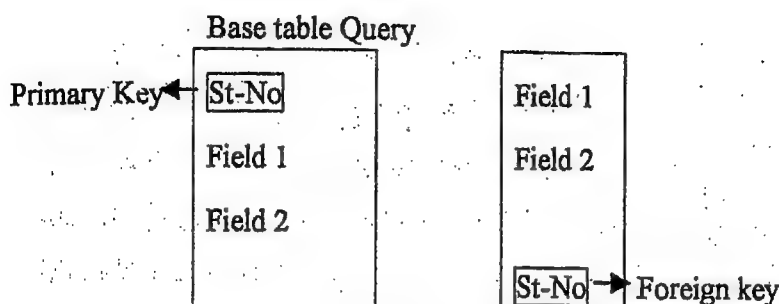 Base table Query
Primary Key St-No
Field 1
Field 2
Field 1
Field 2
St-No Foreign key